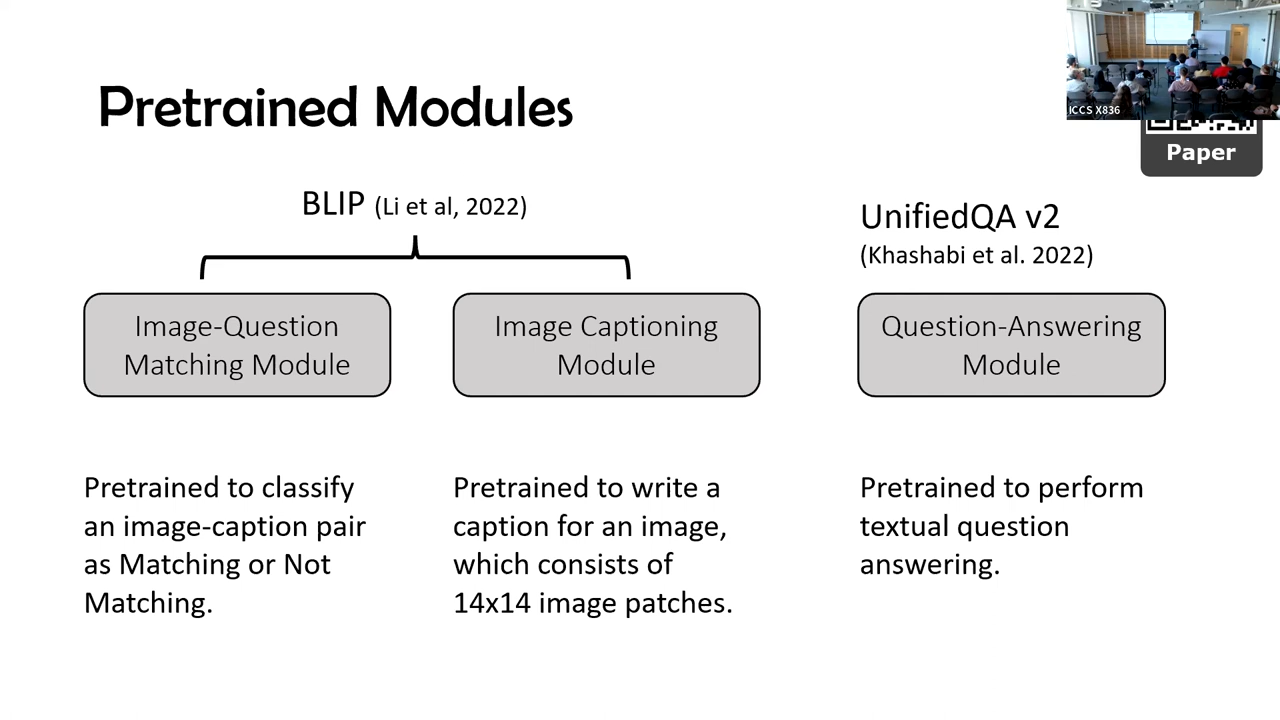 Pretrained Modules
ICCS X836
Paper
BLIP (Li et al, 2022)
UnifiedQA v2
(Khashabi et al. 2022)
Image-Question
Matching Module
Image Captioning
Module
Question-Answering
Module
Pretrained to classify
an image-caption pair
as Matching or Not
Matching.
Pretrained to write a
caption for an image,
which consists of
14x14 image patches.
Pretrained to perform
textual question
answering.